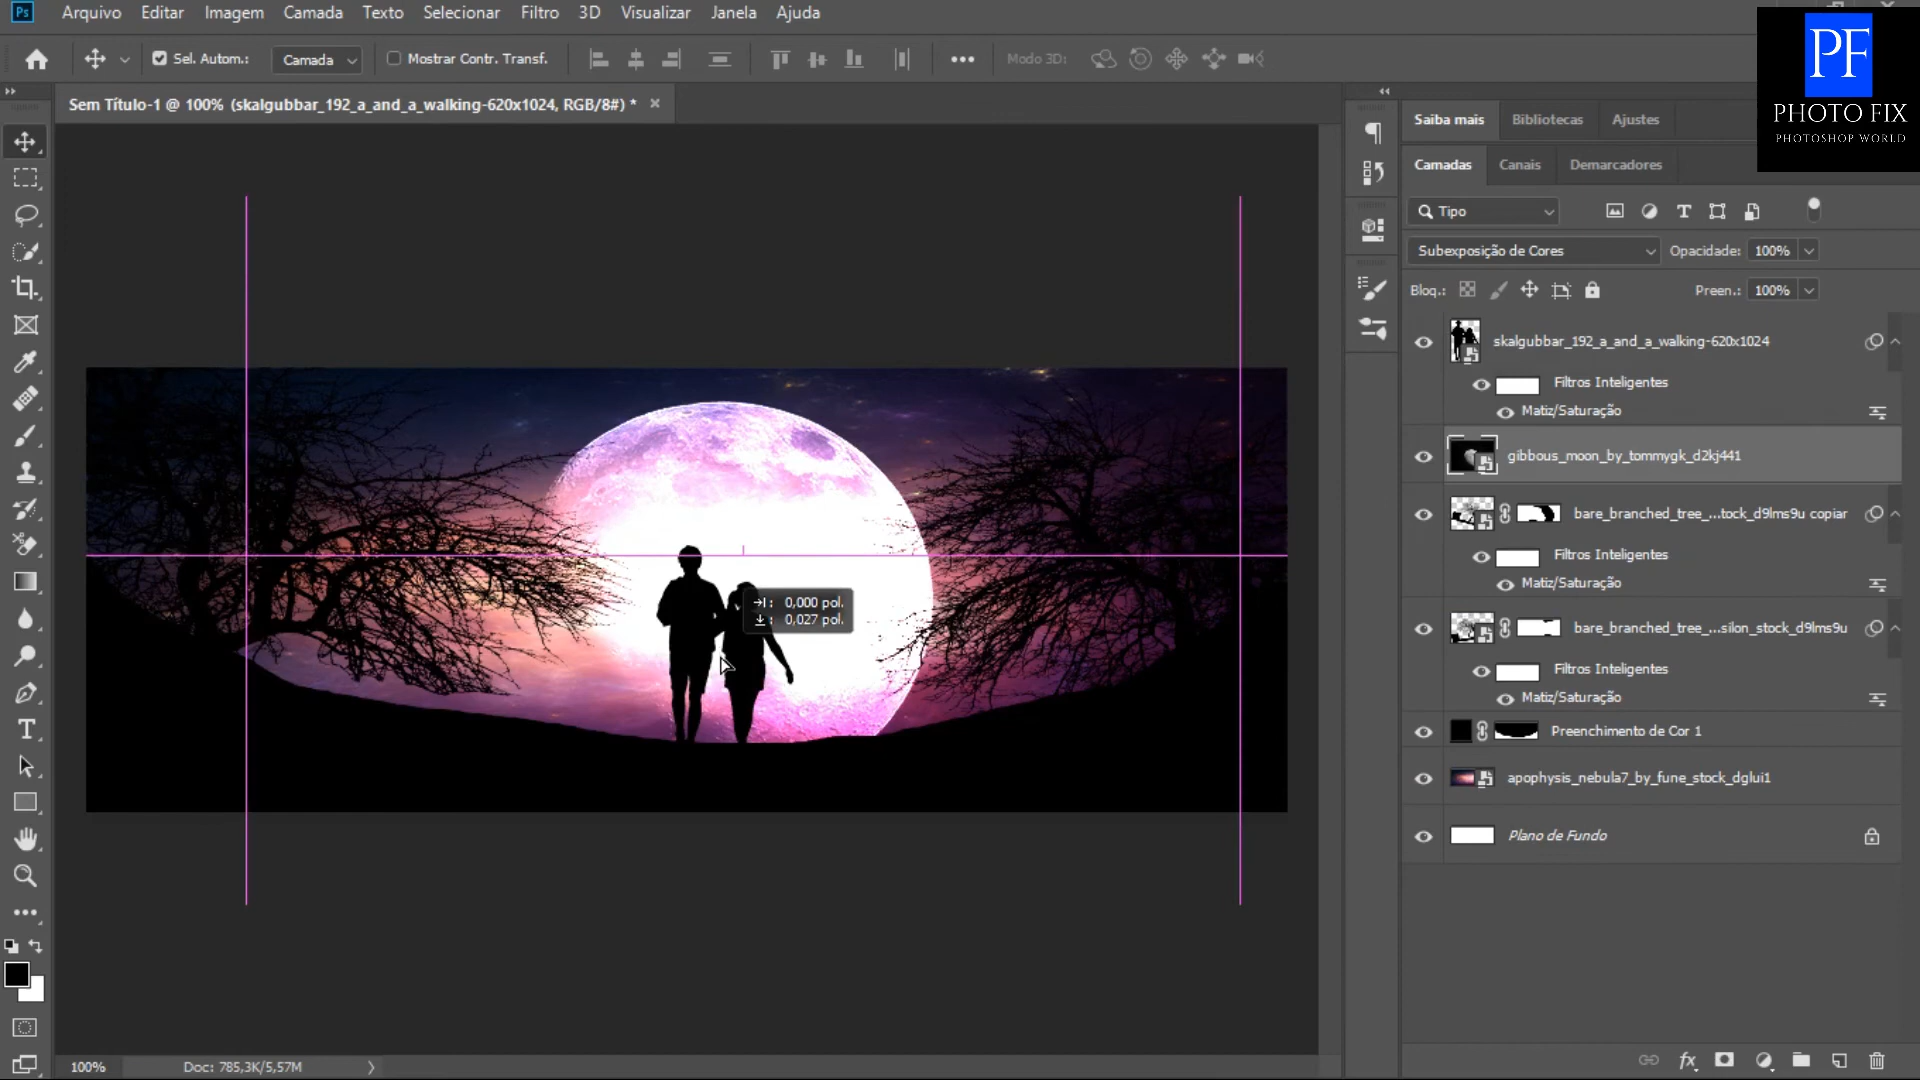 Ps
Arquivo Editar Imagem Camada Texto Selecionar Filtro 3D Visualizar Janela Ajuda
Sel. Autom.: Camada Mostrar Contr. Transf. Modo 3D:
PF
PHOTO FIX
PHOTOSHOP WORLD
Sem Título-1 @ 100% (skalgubbar_192_a_and_a_walking-620x1024, RGB/8#) *
Saiba mais Bibliotecas Ajustes
Camadas Canais Demarcadores
Tipo
Subexposição de Cores Opacidade: 100%
Bloq.: Preen.: 100%
skalgubbar_192_a_and_a_walking-620x1024
Filtros Inteligentes
Matiz/Saturação
gibbous_moon_by_tommygk_d2kj441
bare_branched_tree_...tock_d9lms9u copiar
Filtros Inteligentes
Matiz/Saturação
bare_branched_tree_...silon_stock_d9lms9u
Filtros Inteligentes
Matiz/Saturação
Preenchimento de Cor 1
apophysis_nebula7_by_fune_stock_dglui1
Plano de Fundo
0,000 pol.
0,027 pol.
100% Doc: 785,3K/5,57M
fx